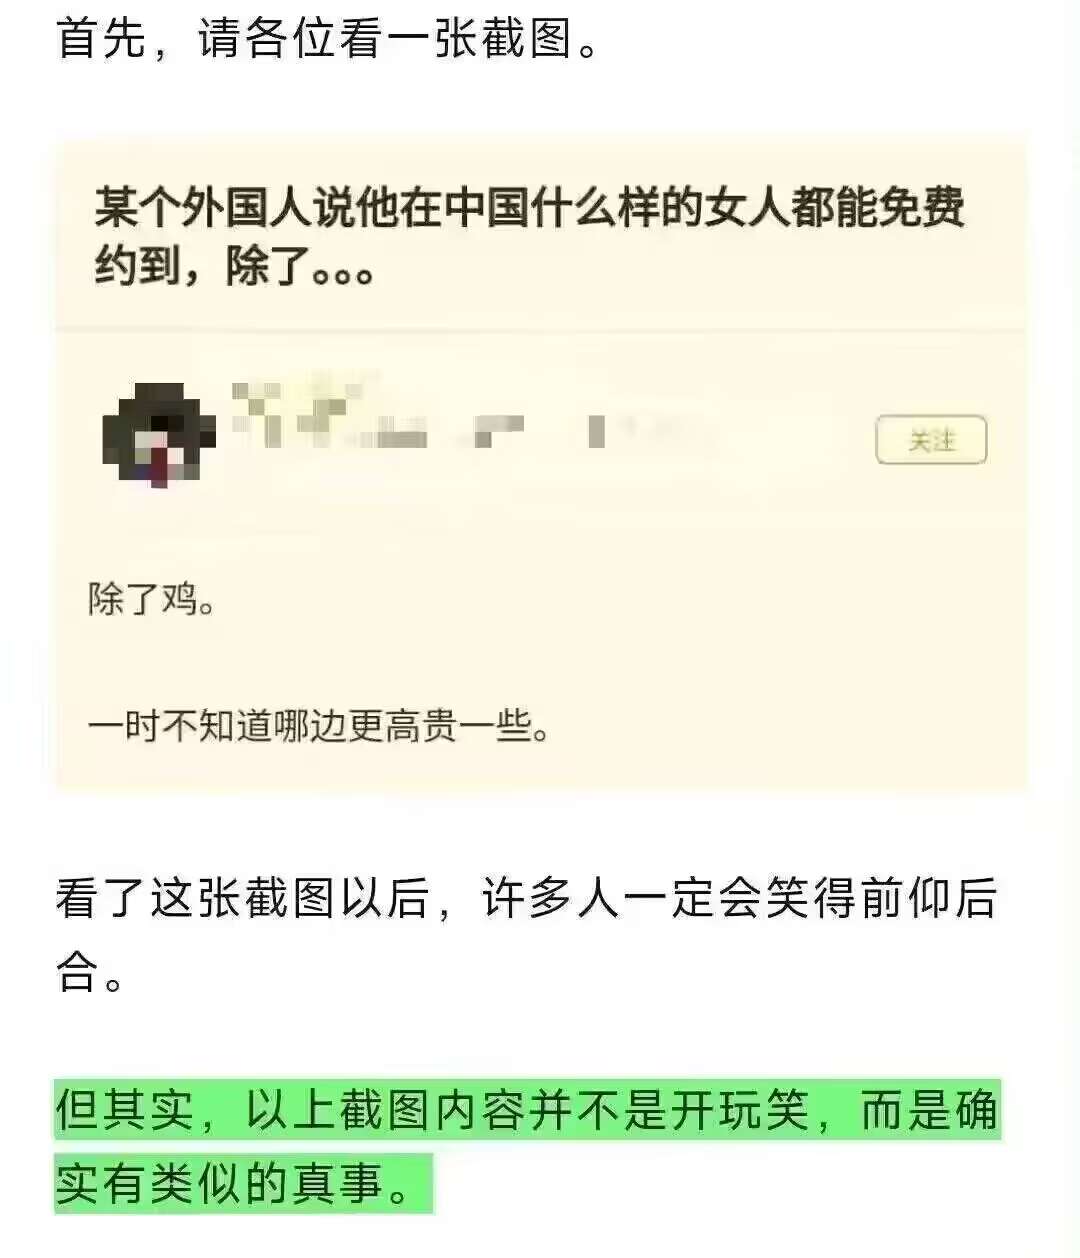 首先，请各位看一张截图。
某个外国人说他在中国什么样的女人都能免费
约到，除了。。。
关注
除了鸡。
一时不知道哪边更高贵一些。
看了这张截图以后，许多人一定会笑得前仰后
合。
但其实，以上截图内容并不是开玩笑，而是确
实有类似的真事。